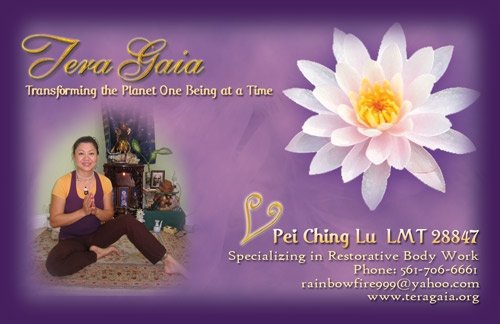 Tera Gaia
Transforming the Planet One Being at a Time
Pei Ching Lu LMT 28847
Specializing in Restorative Body Work
Phone: 561-706-6661
rainbowfire999@yahoo.com
www.teragaia.org